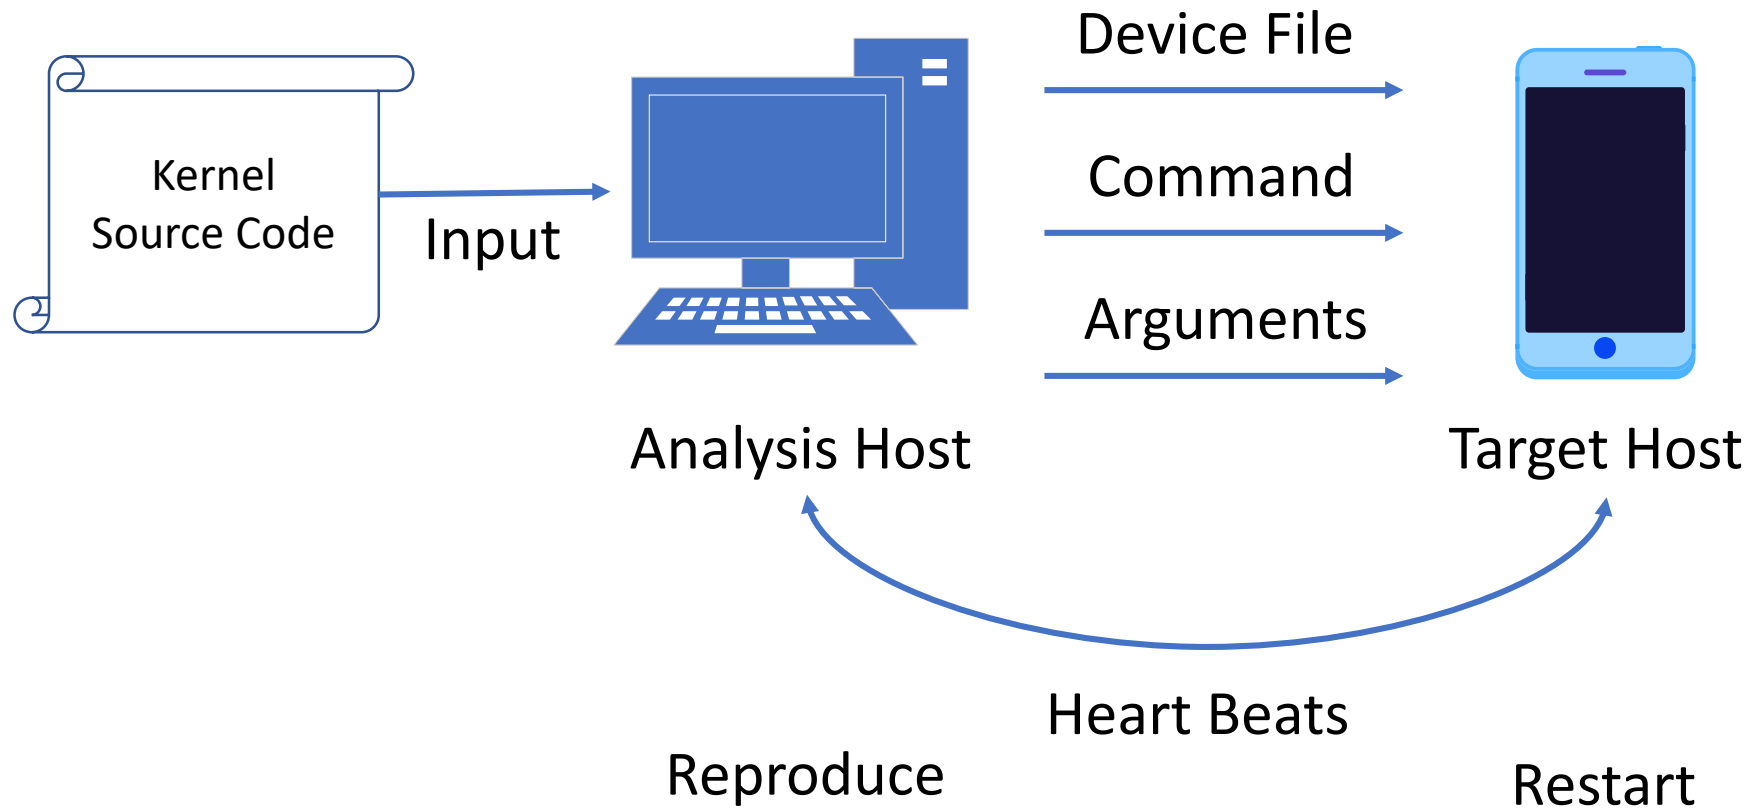 Kernel
Source Code
Input
Device File
Command
Arguments
Analysis Host
Target Host
Heart Beats
Reproduce
Restart